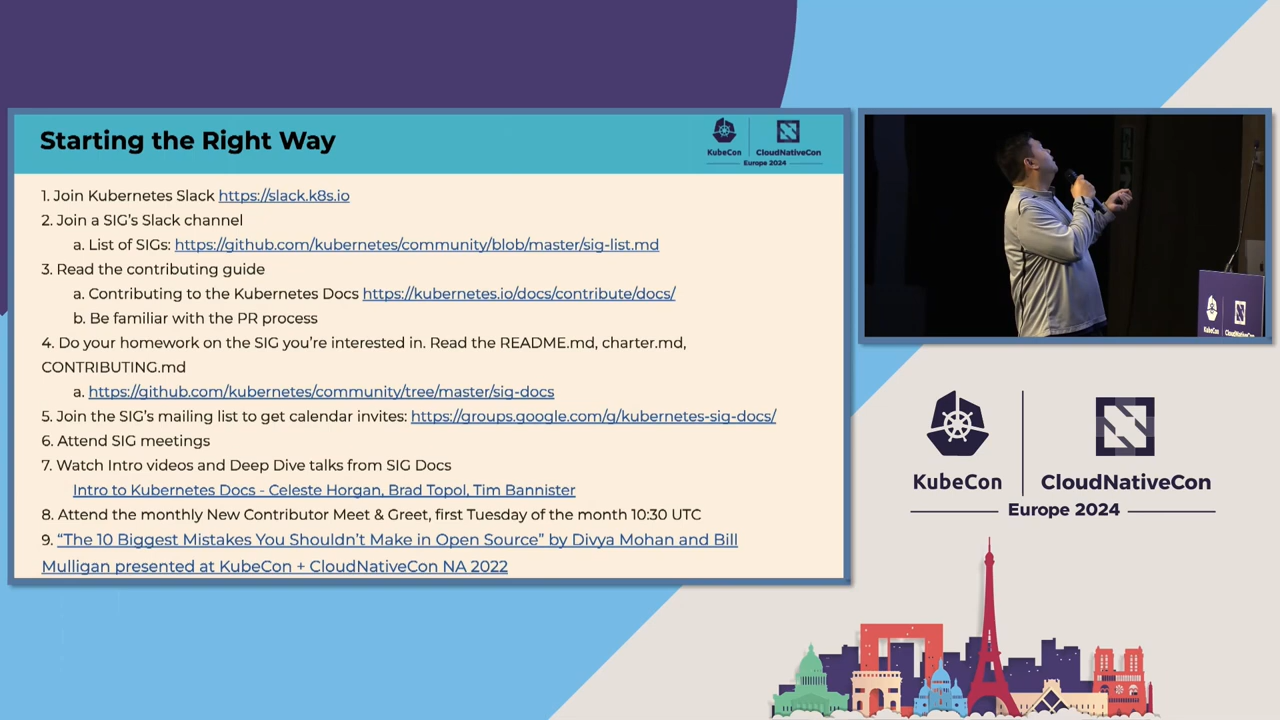 Starting the Right Way
KubeCon
CloudNativeCon
Europe 2024
1. Join Kubernetes Slack https://slack.k8s.io
2. Join a SIG's Slack channel
a. List of SIGs: https://github.com/kubernetes/community/blob/master/sig-list.md
3. Read the contributing guide
a. Contributing to the Kubernetes Docs https://kubernetes.io/docs/contribute/docs/
b. Be familiar with the PR process
4. Do your homework on the SIG you're interested in. Read the README.md, charter.md,
CONTRIBUTING.md
a. https://github.com/kubernetes/community/tree/master/sig-docs
5. Join the SIG's mailing list to get calendar invites: https://groups.google.com/g/kubernetes-sig-docs/
6. Attend SIG meetings
7. Watch Intro videos and Deep Dive talks from SIG Docs
Intro to Kubernetes Docs - Celeste Horgan, Brad Topol, Tim Bannister
8. Attend the monthly New Contributor Meet & Greet, first Tuesday of the month 10:30 UTC
9. “The 10 Biggest Mistakes You Shouldn't Make in Open Source” by Divya Mohan and Bill
Mulligan presented at KubeCon + CloudNativeCon NA 2022
KubeCon
CloudNativeCon
KubeCon
CloudNativeCon
Europe 2024